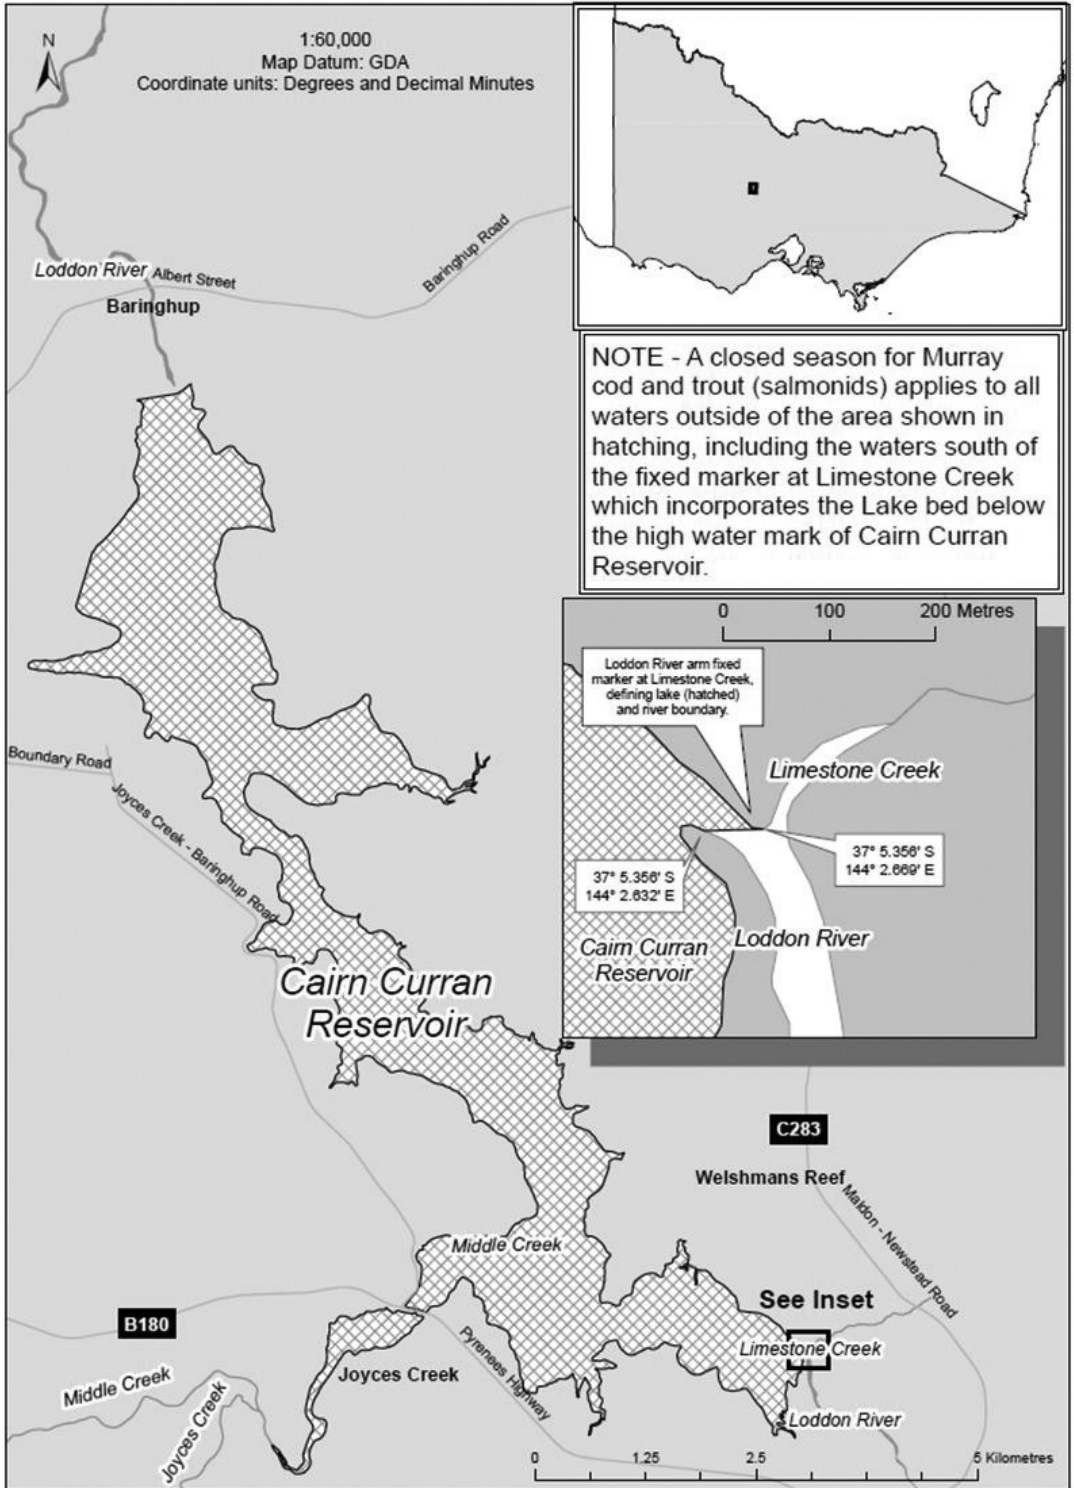 N
1:60,000
Map Datum: GDA
Coordinate units: Degrees and Decimal Minutes
Loddon River
Albert Street
Baringhup Road
Baringhup
NOTE - A closed season for Murray
cod and trout (salmonids) applies to all
waters outside of the area shown in
hatching, including the waters south of
the fixed marker at Limestone Creek
which incorporates the Lake bed below
the high water mark of Cairn Curran
Reservoir.
0 100 200 Metres
Loddon River arm fixed
marker at Limestone Creek,
defining lake (hatched)
and river boundary.
Limestone Creek
37° 5.356' S
144° 2.669' E
37° 5.356' S
144° 2.632' E
Loddon River
Cairn Curran
Reservoir
Boundary Road
Joyces Creek - Baringhup Road
Cairn Curran
Reservoir
C283
Welshmans Reef
Maldon - Newstead Road
Middle Creek
See Inset
B180
Limestone Creek
Pyrenees Highway
Joyces Creek
Middle Creek
Joyces Creek
Loddon River
0 1.25 2.5 5 Kilometres